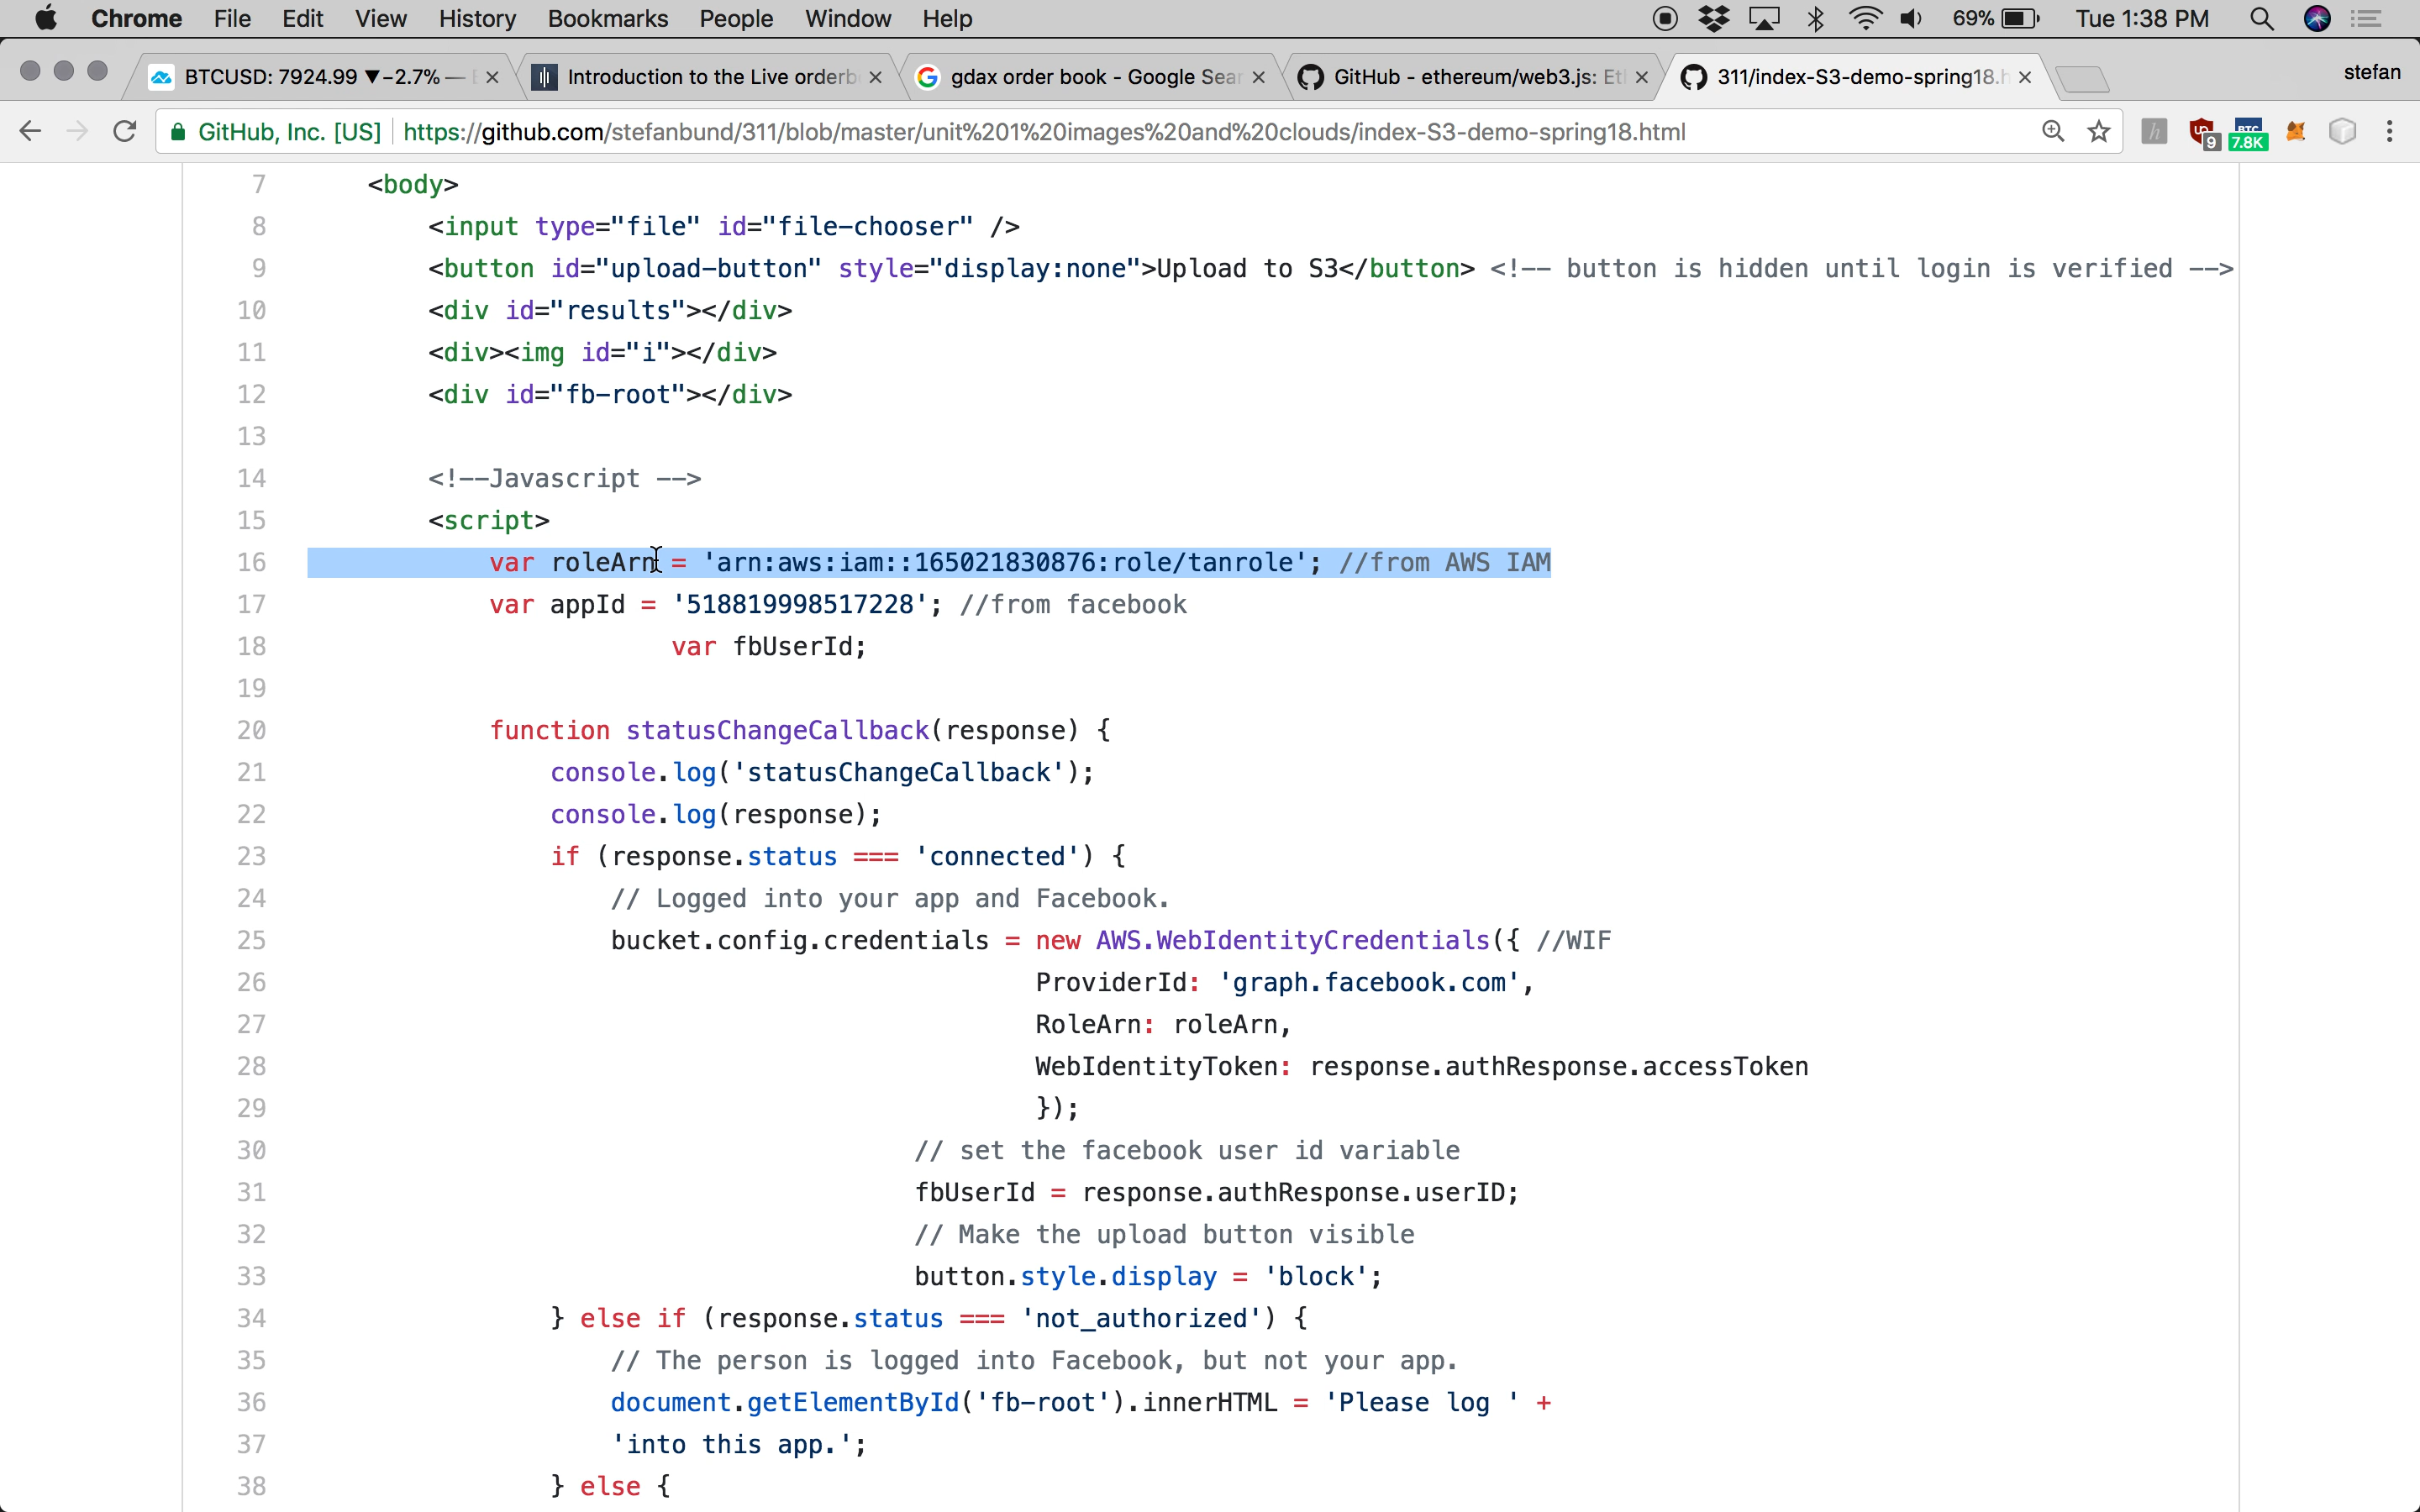 Chrome File Edit View History Bookmarks People Window Help 69% Tue 1:38 PM
BTCUSD: 7924.99 ▼−2.7% — Introduction to the Live orderb gdax order book - Google Sear GitHub - ethereum/web3.js: Et 311/index-S3-demo-spring18.h stefan
GitHub, Inc. [US] https://github.com/stefanbund/311/blob/master/unit%201%20images%20and%20clouds/index-S3-demo-spring18.html h 9 BTC 7.8K
7 <body>
8 <input type="file" id="file-chooser" />
9 <button id="upload-button" style="display:none">Upload to S3</button> <!-- button is hidden until login is verified -->
10 <div id="results"></div>
11 <div><img id="i"></div>
12 <div id="fb-root"></div>
13
14 <!--Javascript -->
15 <script>
16 var roleArn = 'arn:aws:iam::165021830876:role/tanrole'; //from AWS IAM
17 var appId = '518819998517228'; //from facebook
18 var fbUserId;
19
20 function statusChangeCallback(response) {
21 console.log('statusChangeCallback');
22 console.log(response);
23 if (response.status === 'connected') {
24 // Logged into your app and Facebook.
25 bucket.config.credentials = new AWS.WebIdentityCredentials({ //WIF
26 ProviderId: 'graph.facebook.com',
27 RoleArn: roleArn,
28 WebIdentityToken: response.authResponse.accessToken
29 });
30 // set the facebook user id variable
31 fbUserId = response.authResponse.userID;
32 // Make the upload button visible
33 button.style.display = 'block';
34 } else if (response.status === 'not_authorized') {
35 // The person is logged into Facebook, but not your app.
36 document.getElementById('fb-root').innerHTML = 'Please log ' +
37 'into this app.';
38 } else {